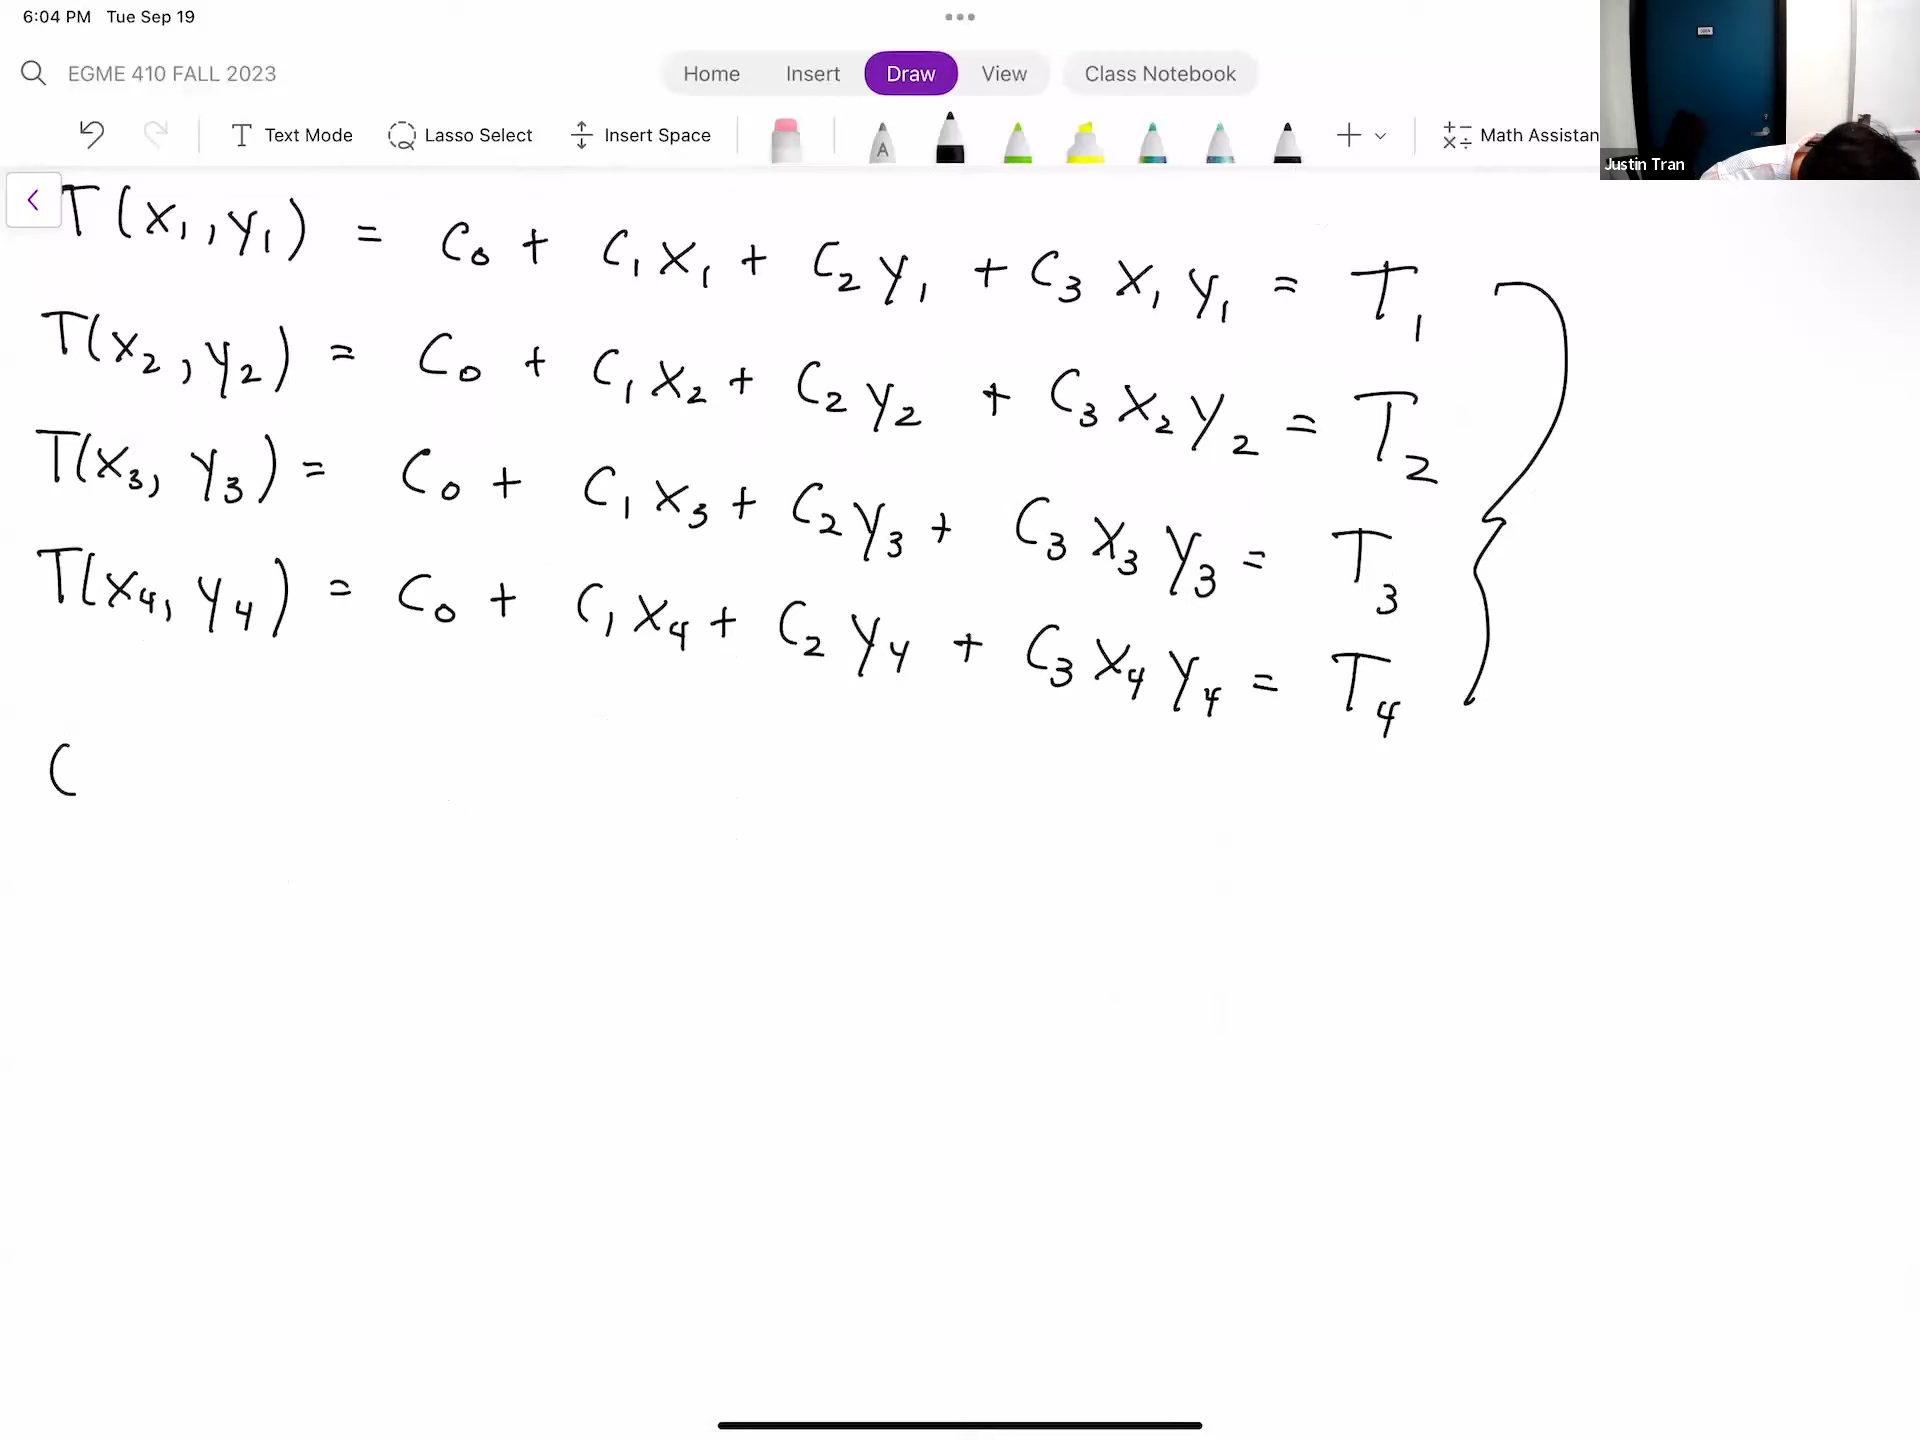 6:04 PM Tue Sep 19
EGME 410 FALL 2023
Home Insert Draw View Class Notebook
T Text Mode Lasso Select Insert Space A Math Assistan
Justin Tran
T(x₁,y₁) = C₀ + C₁x₁ + C₂y₁ + C₃x₁y₁ = T₁
T(x₂,y₂) = C₀ + C₁x₂ + C₂y₂ + C₃x₂y₂ = T₂
T(x₃,y₃) = C₀ + C₁x₃ + C₂y₃ + C₃x₃y₃ = T₃
T(x₄,y₄) = C₀ + C₁x₄ + C₂y₄ + C₃x₄y₄ = T₄
(